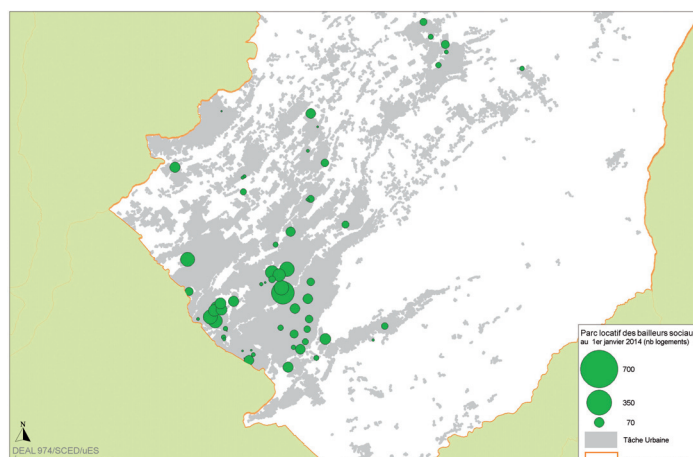 Parc locatif des bailleurs sociau
au 1er janvier 2014 (nb logements)
700
350
70
Tâche Urbaine
N
DEAL 974/SCED/uES